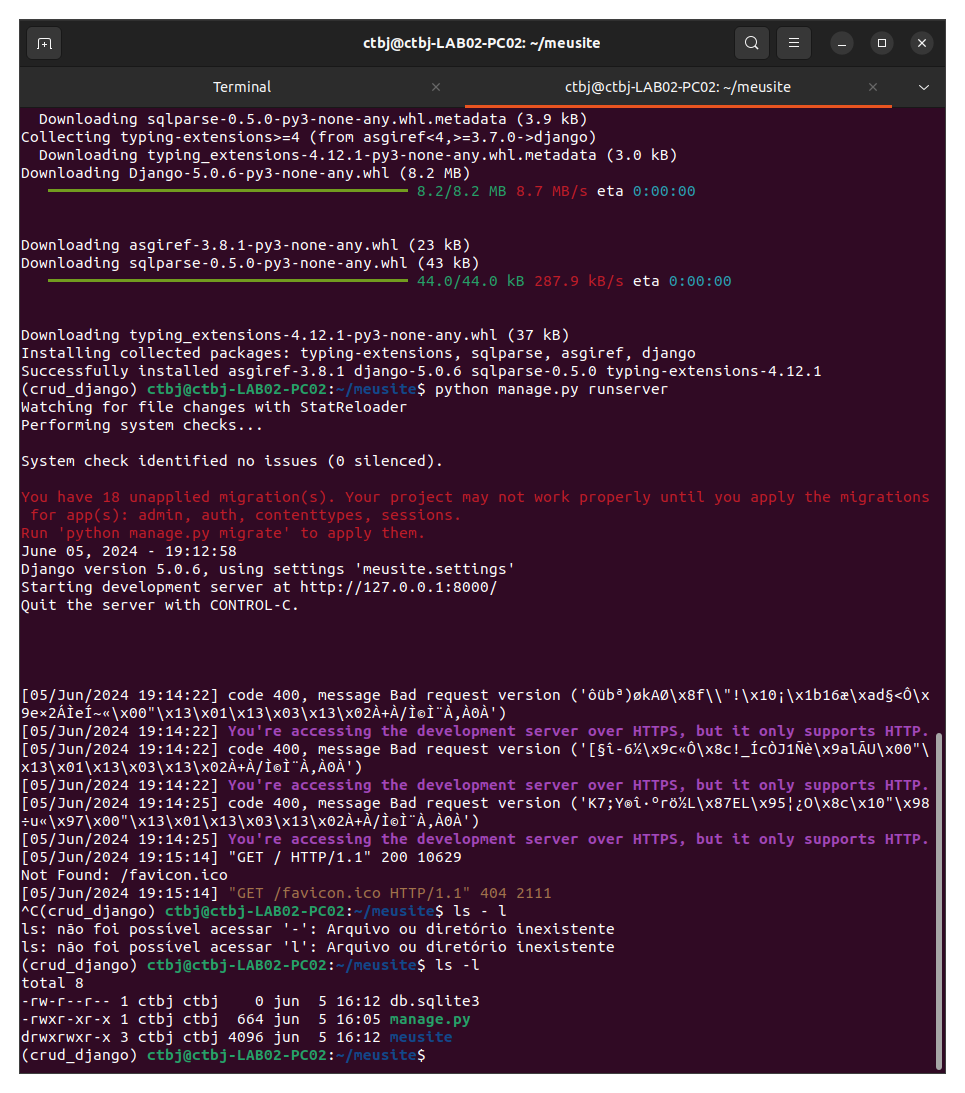 ctbj@ctbj-LAB02-PC02: ~/meusite
Terminal
ctbj@ctbj-LAB02-PC02: ~/meusite
Downloading sqlparse-0.5.0-py3-none-any.whl.metadata (3.9 kB)
Collecting typing-extensions>=4 (from asgiref<4,>=3.7.0->django)
Downloading typing_extensions-4.12.1-py3-none-any.whl.metadata (3.0 kB)
Downloading Django-5.0.6-py3-none-any.whl (8.2 MB)
8.2/8.2 MB 8.7 MB/s eta 0:00:00
Downloading asgiref-3.8.1-py3-none-any.whl (23 kB)
Downloading sqlparse-0.5.0-py3-none-any.whl (43 kB)
44.0/44.0 kB 287.9 kB/s eta 0:00:00
Downloading typing_extensions-4.12.1-py3-none-any.whl (37 kB)
Installing collected packages: typing-extensions, sqlparse, asgiref, django
Successfully installed asgiref-3.8.1 django-5.0.6 sqlparse-0.5.0 typing-extensions-4.12.1
(crud_django) ctbj@ctbj-LAB02-PC02:~/meusite$ python manage.py runserver
Watching for file changes with StatReloader
Performing system checks...
System check identified no issues (0 silenced).
You have 18 unapplied migration(s). Your project may not work properly until you apply the migrations
for app(s): admin, auth, contenttypes, sessions.
Run 'python manage.py migrate' to apply them.
June 05, 2024 - 19:12:58
Django version 5.0.6, using settings 'meusite.settings'
Starting development server at http://127.0.0.1:8000/
Quit the server with CONTROL-C.
[05/Jun/2024 19:14:22] code 400, message Bad request version ('ôübª)økAØ\x8f\\"!\x10¡\x1b16æ\xad§<Ô\x
9e×2ÁÌeÍ~«\x00"\x13\x01\x13\x03\x13\x02À+À/Ì©Ì¨À,À0À')
[05/Jun/2024 19:14:22] You're accessing the development server over HTTPS, but it only supports HTTP.
[05/Jun/2024 19:14:22] code 400, message Bad request version ('[§î-6½\x9c«Ô\x8c!_ÍcÒJ1Ñè\x9alÃU\x00"\
x13\x01\x13\x03\x13\x02À+À/Ì©Ì¨À,À0À')
[05/Jun/2024 19:14:22] You're accessing the development server over HTTPS, but it only supports HTTP.
[05/Jun/2024 19:14:25] code 400, message Bad request version ('K7;Y®î·ºrö½L\x87EL\x95¦¿O\x8c\x10"\x98
÷u«\x97\x00"\x13\x01\x13\x03\x13\x02À+À/Ì©Ì¨À,À0À')
[05/Jun/2024 19:14:25] You're accessing the development server over HTTPS, but it only supports HTTP.
[05/Jun/2024 19:15:14] "GET / HTTP/1.1" 200 10629
Not Found: /favicon.ico
[05/Jun/2024 19:15:14] "GET /favicon.ico HTTP/1.1" 404 2111
^C(crud_django) ctbj@ctbj-LAB02-PC02:~/meusite$ ls - l
ls: não foi possível acessar '-': Arquivo ou diretório inexistente
ls: não foi possível acessar 'l': Arquivo ou diretório inexistente
(crud_django) ctbj@ctbj-LAB02-PC02:~/meusite$ ls -l
total 8
-rw-r--r-- 1 ctbj ctbj    0 jun  5 16:12 db.sqlite3
-rwxr-xr-x 1 ctbj ctbj  664 jun  5 16:05 manage.py
drwxrwxr-x 3 ctbj ctbj 4096 jun  5 16:12 meusite
(crud_django) ctbj@ctbj-LAB02-PC02:~/meusite$